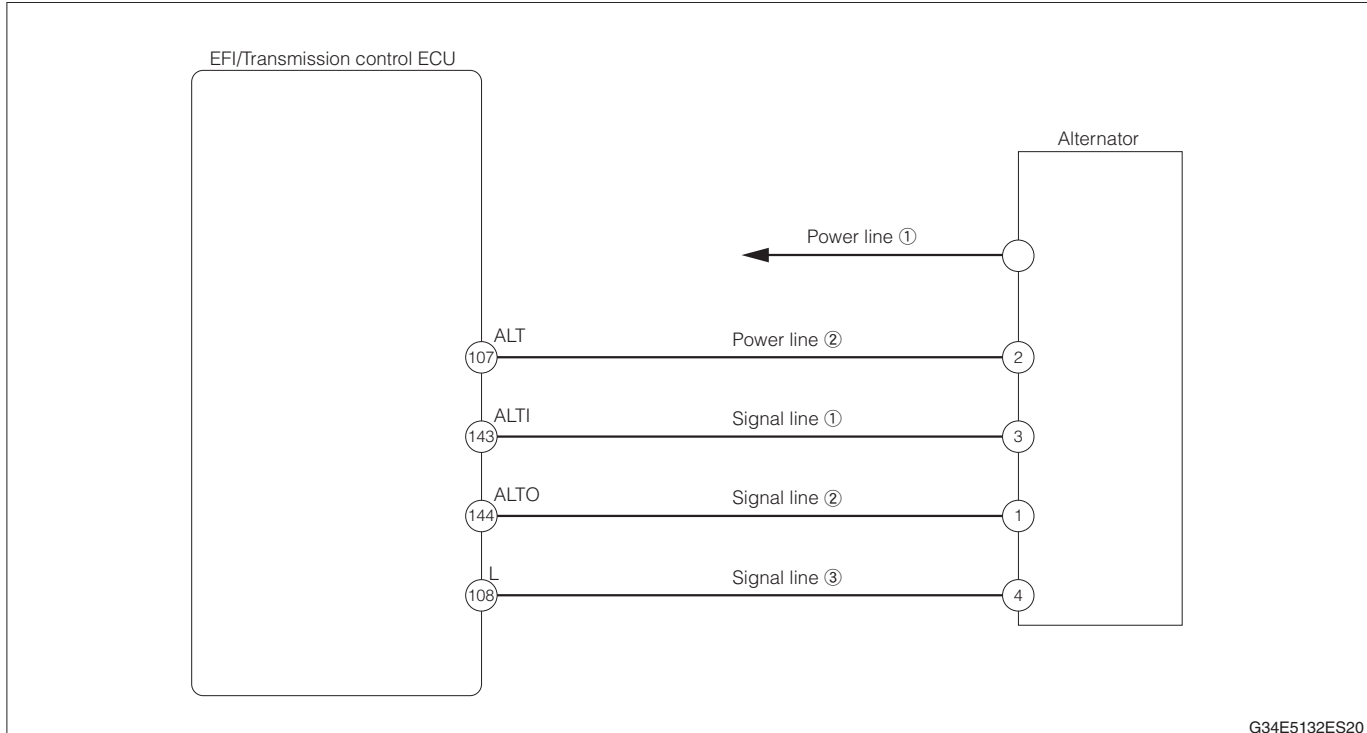 EFI/Transmission control ECU
Alternator
Power line ①
ALT
107
Power line ②
2
ALTI
143
Signal line ①
3
ALTO
144
Signal line ②
1
L
108
Signal line ③
4
G34E5132ES20